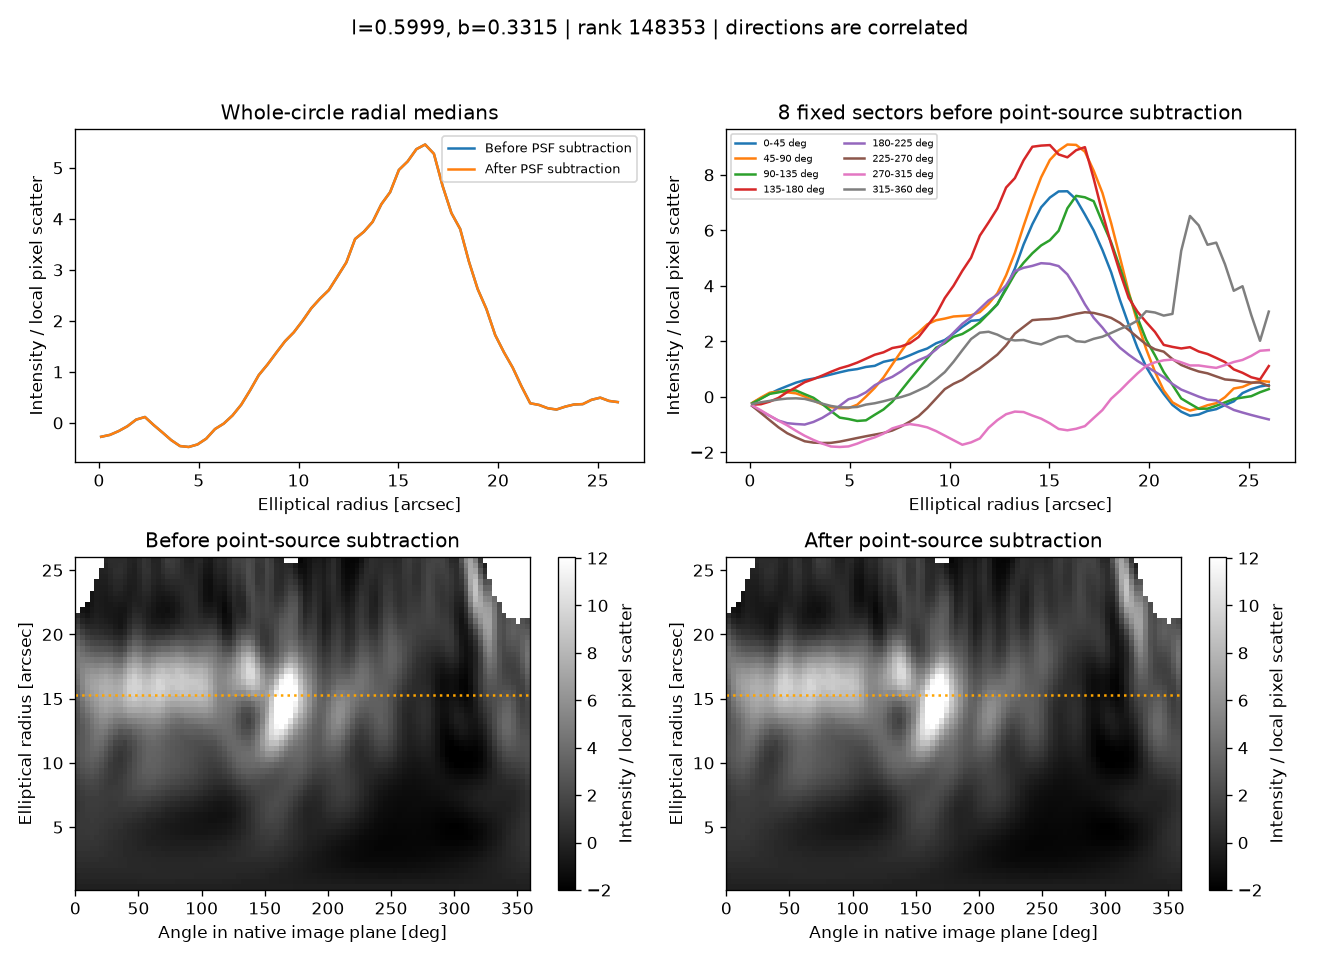 l=0.5999, b=0.3315 | rank 148353 | directions are correlated
Whole-circle radial medians
Intensity / local pixel scatter
5
4
3
2
1
0
Before PSF subtraction
After PSF subtraction
0 5 10 15 20 25
Elliptical radius [arcsec]
8 fixed sectors before point-source subtraction
Intensity / local pixel scatter
8
6
4
2
0
−2
0-45 deg
45-90 deg
90-135 deg
135-180 deg
180-225 deg
225-270 deg
270-315 deg
315-360 deg
0 5 10 15 20 25
Elliptical radius [arcsec]
Before point-source subtraction
Elliptical radius [arcsec]
25
20
15
10
5
0 50 100 150 200 250 300 350
Angle in native image plane [deg]
12
10
8
6
4
2
0
−2
Intensity / local pixel scatter
After point-source subtraction
Elliptical radius [arcsec]
25
20
15
10
5
0 50 100 150 200 250 300 350
Angle in native image plane [deg]
12
10
8
6
4
2
0
−2
Intensity / local pixel scatter